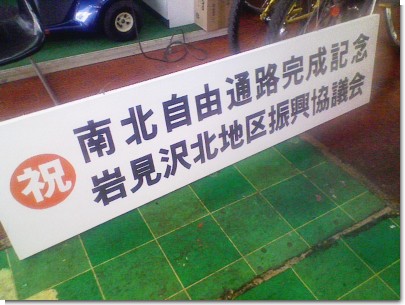 祝
南北自由通路完成記念
岩見沢北地区振興協議会